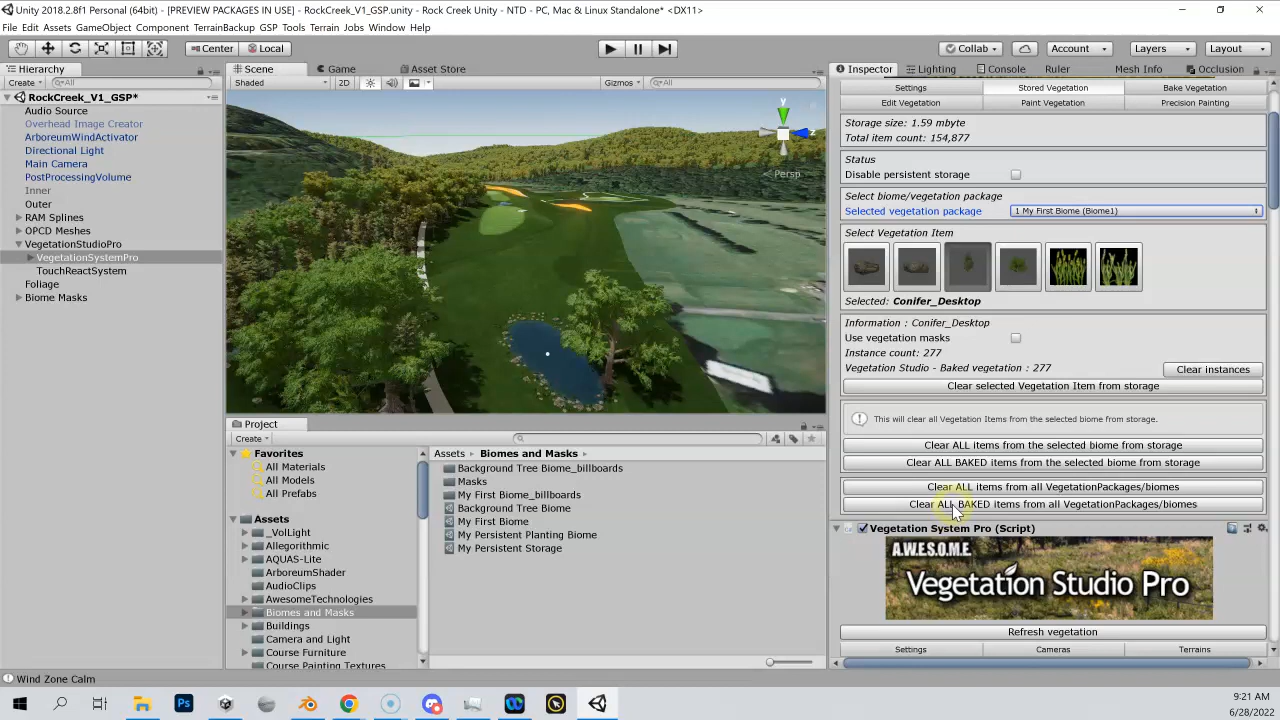 Unity 2018.2.8f1 Personal (64bit) - [PREVIEW PACKAGES IN USE] - RockCreek_V1_GSP.unity - Rock Creek Unity - NTD - PC, Mac & Linux Standalone* <DX11>
File Edit Assets GameObject Component TerrainBackup GSP Tools Terrain Jobs Window Help
Center Local Collab Account Layers Layout
Hierarchy
Create All
RockCreek_V1_GSP*
Audio Source
Overhead Image Creator
ArboreumWindActivator
Directional Light
Main Camera
PostProcessingVolume
Inner
Outer
RAM Splines
OPCD Meshes
VegetationStudioPro
VegetationSystemPro
TouchReactSystem
Foliage
Biome Masks
Scene Game Asset Store
Shaded 2D Gizmos All
y
z
Persp
Project
Create
Favorites
All Materials
All Models
All Prefabs
Assets
_VolLight
Allegorithmic
AQUAS-Lite
ArboreumShader
AudioClips
AwesomeTechnologies
Biomes and Masks
Buildings
Camera and Light
Course Furniture
Course Painting Textures
Assets Biomes and Masks
Background Tree Biome_billboards
Masks
My First Biome_billboards
Background Tree Biome
My First Biome
My Persistent Planting Biome
My Persistent Storage
Inspector Lighting Console Ruler Mesh Info Occlusion
Settings Stored Vegetation Bake Vegetation
Edit Vegetation Paint Vegetation Precision Painting
Storage size: 1.59 mbyte
Total item count: 154,877
Status
Disable persistent storage
Select biome/vegetation package
Selected vegetation package 1 My First Biome (Biome1)
Select Vegetation Item
Selected: Conifer_Desktop
Information : Conifer_Desktop
Use vegetation masks
Instance count: 277
Vegetation Studio - Baked vegetation : 277 Clear instances
Clear selected Vegetation Item from storage
This will clear all Vegetation Items from the selected biome from storage.
Clear ALL items from the selected biome from storage
Clear ALL BAKED items from the selected biome from storage
Clear ALL items from all VegetationPackages/biomes
Clear ALL BAKED items from all VegetationPackages/biomes
Vegetation System Pro (Script)
A.W.E.S.O.M.E.
Vegetation Studio Pro
Refresh vegetation
Settings Cameras Terrains
Wind Zone Calm
Ps
9:21 AM
6/28/2022